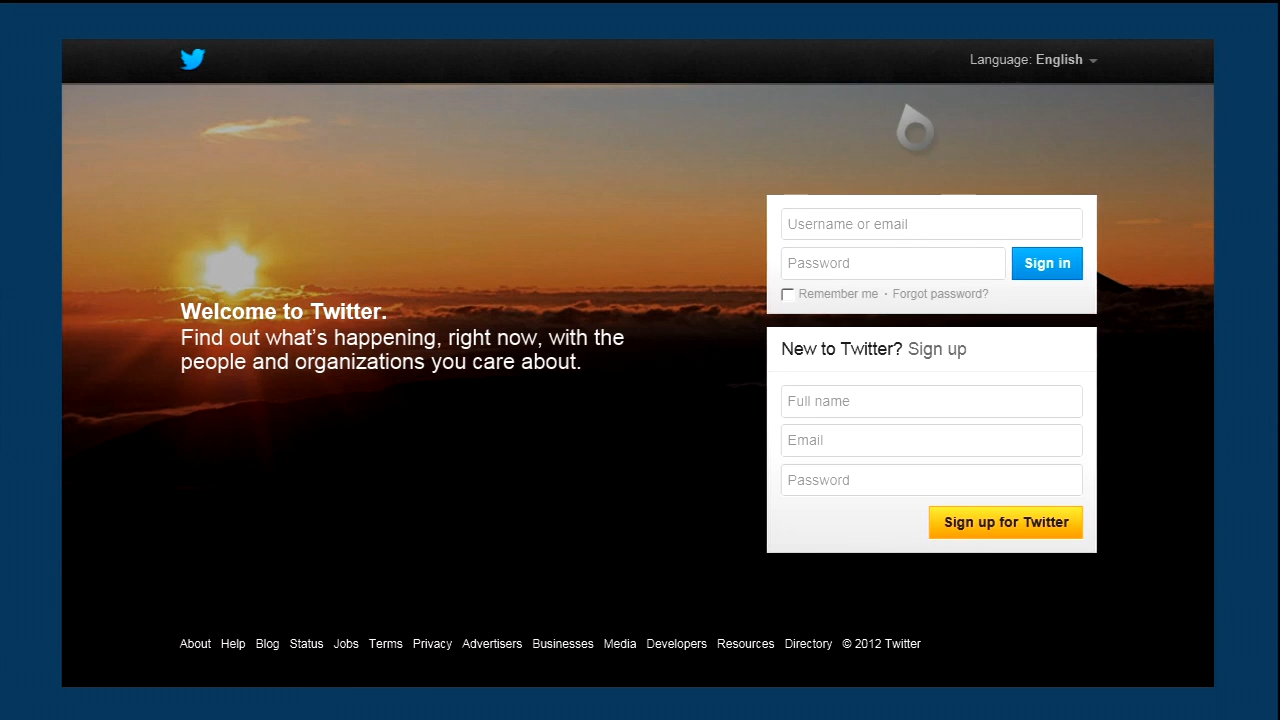 Language: English
Username or email
Password
Sign in
Remember me · Forgot password?
Welcome to Twitter.
Find out what’s happening, right now, with the
people and organizations you care about.
New to Twitter? Sign up
Full name
Email
Password
Sign up for Twitter
About Help Blog Status Jobs Terms Privacy Advertisers Businesses Media Developers Resources Directory © 2012 Twitter